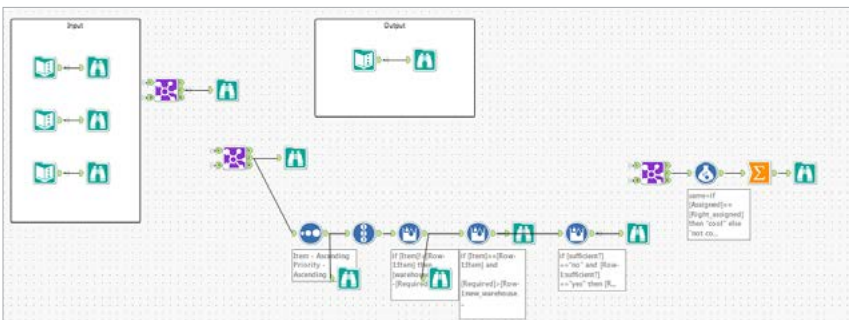 Input
Output
same=if
[Assigned]==
[Right_assigned]
then "cool" else
"not co...
Item - Ascending
Priority -
Ascending
if [Item]!=[Row-
1:Item] then
[warehou
-[Required
if [Item]==[Row-
1:Item] and
[Required]>[Row-
1:new_warehouse
if [sufficient?]
=="no" and [Row-
1:sufficient?]
=="yes" then [R...